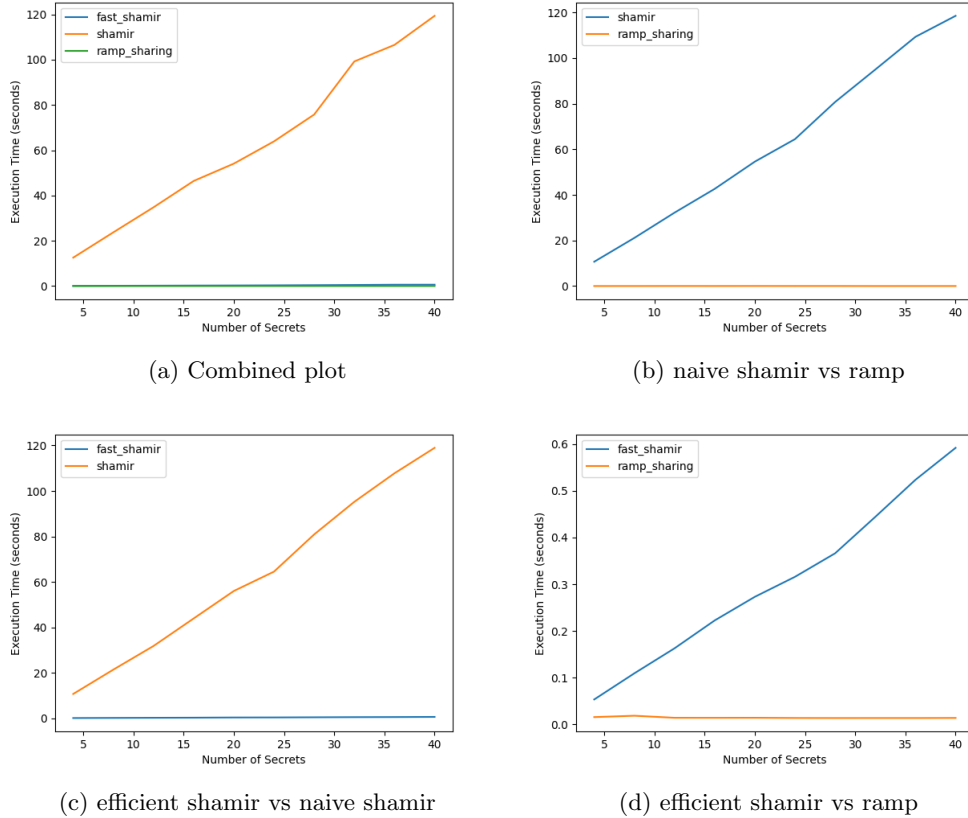 fast_shamir
shamir
ramp_sharing
120
100
80
60
40
20
0
Execution Time (seconds)
5 10 15 20 25 30 35 40
Number of Secrets
(a) Combined plot
shamir
ramp_sharing
120
100
80
60
40
20
0
Execution Time (seconds)
5 10 15 20 25 30 35 40
Number of Secrets
(b) naive shamir vs ramp
fast_shamir
shamir
120
100
80
60
40
20
0
Execution Time (seconds)
5 10 15 20 25 30 35 40
Number of Secrets
(c) efficient shamir vs naive shamir
fast_shamir
ramp_sharing
0.6
0.5
0.4
0.3
0.2
0.1
0.0
Execution Time (seconds)
5 10 15 20 25 30 35 40
Number of Secrets
(d) efficient shamir vs ramp